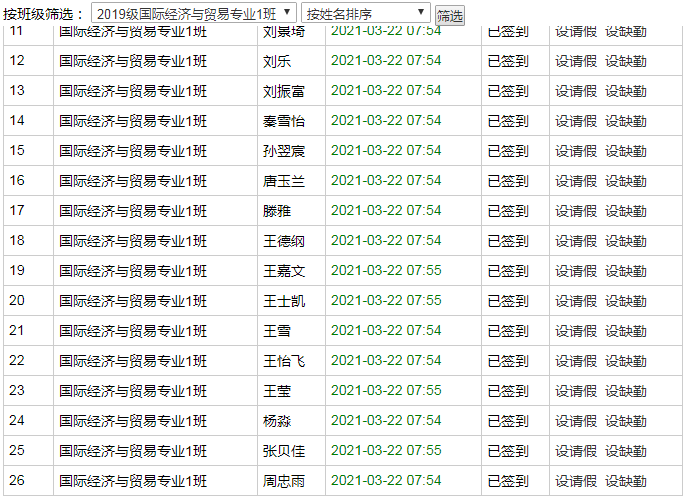 按班级筛选： 2019级国际经济与贸易专业1班 按姓名排序 筛选
11 国际经济与贸易专业1班 刘景琦 2021-03-22 07:54 已签到 设请假 设缺勤
12 国际经济与贸易专业1班 刘乐 2021-03-22 07:54 已签到 设请假 设缺勤
13 国际经济与贸易专业1班 刘振富 2021-03-22 07:54 已签到 设请假 设缺勤
14 国际经济与贸易专业1班 秦雪怡 2021-03-22 07:54 已签到 设请假 设缺勤
15 国际经济与贸易专业1班 孙翌宸 2021-03-22 07:54 已签到 设请假 设缺勤
16 国际经济与贸易专业1班 唐玉兰 2021-03-22 07:54 已签到 设请假 设缺勤
17 国际经济与贸易专业1班 滕雅 2021-03-22 07:54 已签到 设请假 设缺勤
18 国际经济与贸易专业1班 王德纲 2021-03-22 07:54 已签到 设请假 设缺勤
19 国际经济与贸易专业1班 王嘉文 2021-03-22 07:55 已签到 设请假 设缺勤
20 国际经济与贸易专业1班 王士凯 2021-03-22 07:55 已签到 设请假 设缺勤
21 国际经济与贸易专业1班 王雪 2021-03-22 07:54 已签到 设请假 设缺勤
22 国际经济与贸易专业1班 王怡飞 2021-03-22 07:54 已签到 设请假 设缺勤
23 国际经济与贸易专业1班 王莹 2021-03-22 07:55 已签到 设请假 设缺勤
24 国际经济与贸易专业1班 杨淼 2021-03-22 07:54 已签到 设请假 设缺勤
25 国际经济与贸易专业1班 张贝佳 2021-03-22 07:55 已签到 设请假 设缺勤
26 国际经济与贸易专业1班 周忠雨 2021-03-22 07:54 已签到 设请假 设缺勤